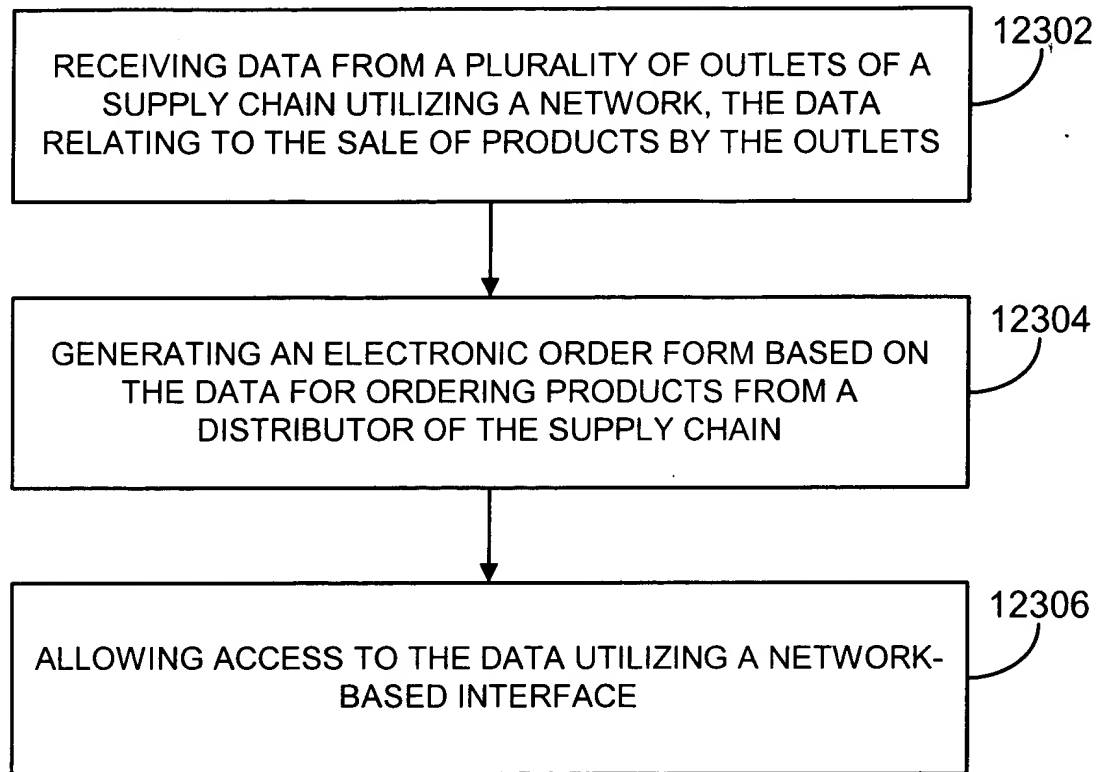 12302
RECEIVING DATA FROM A PLURALITY OF OUTLETS OF A
SUPPLY CHAIN UTILIZING A NETWORK, THE DATA
RELATING TO THE SALE OF PRODUCTS BY THE OUTLETS
12304
GENERATING AN ELECTRONIC ORDER FORM BASED ON
THE DATA FOR ORDERING PRODUCTS FROM A
DISTRIBUTOR OF THE SUPPLY CHAIN
12306
ALLOWING ACCESS TO THE DATA UTILIZING A NETWORK-
BASED INTERFACE